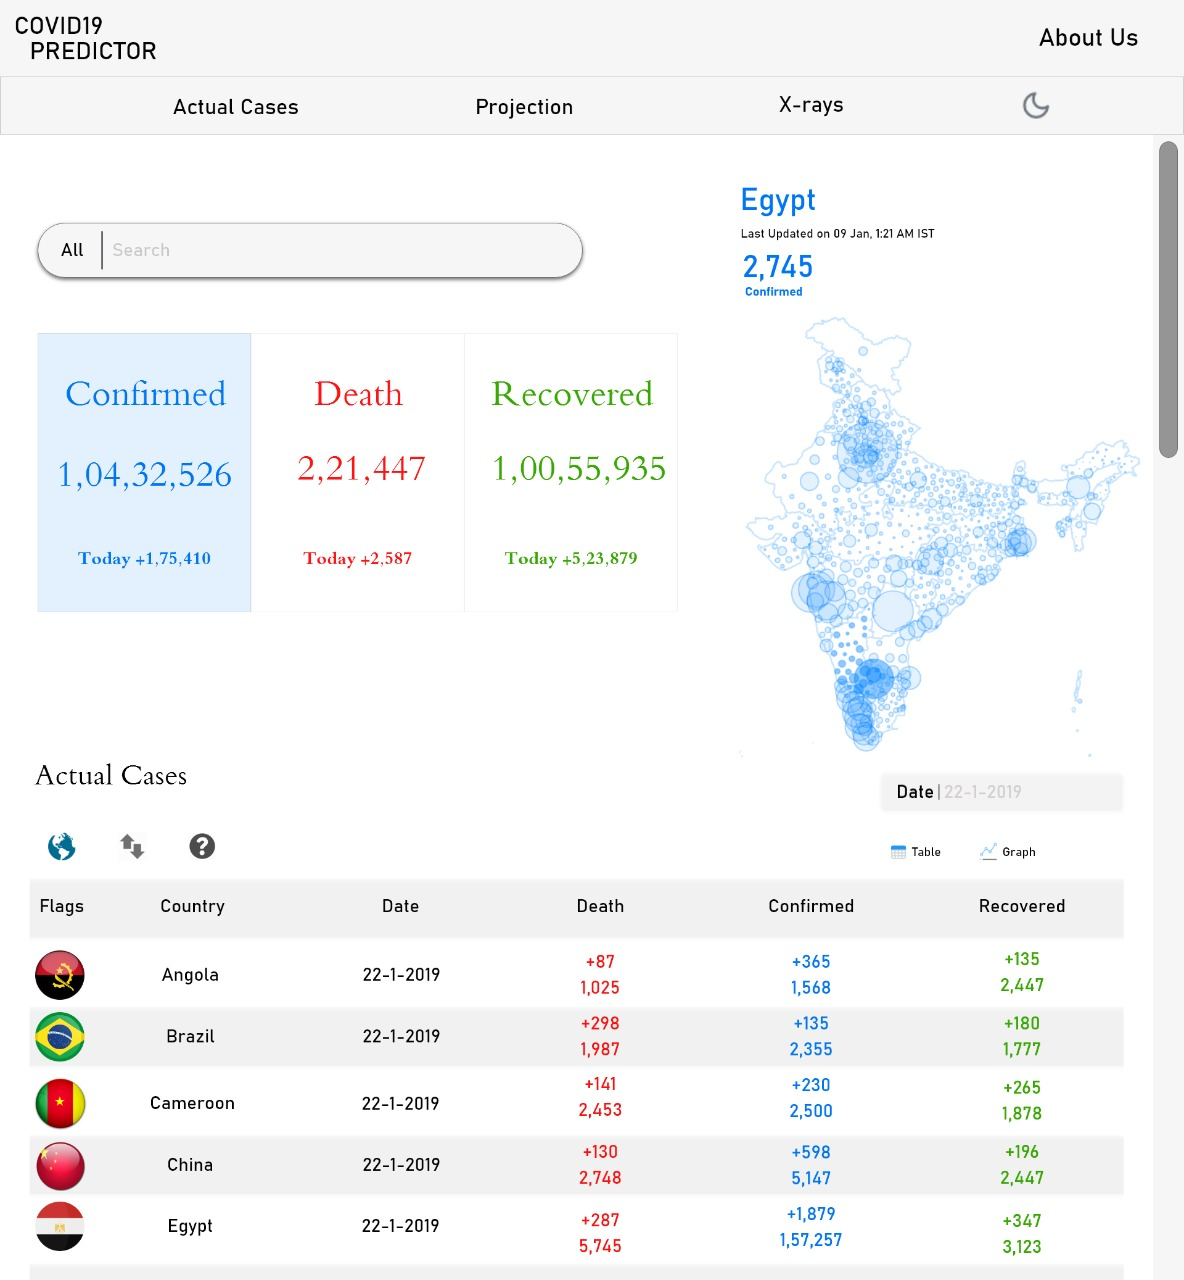 COVID19
PREDICTOR
About Us
Actual Cases
Projection
X-rays
All
Search
Egypt
Last Updated on 09 Jan, 1:21 AM IST
2,745
Confirmed
Confirmed
Death
Recovered
1,04,32,526
2,21,447
1,00,55,935
Today +1,75,410
Today +2,587
Today +5,23,879
Actual Cases
Date | 22-1-2019
Table
Graph
Flags Country Date Death Confirmed Recovered
+87 +365 +135
Angola 22-1-2019
1,025 1,568 2,447
+298 +135 +180
Brazil 22-1-2019
1,987 2,355 1,777
+141 +230 +265
Cameroon 22-1-2019
2,453 2,500 1,878
+130 +598 +196
China 22-1-2019
2,748 5,147 2,447
+287 +1,879 +347
Egypt 22-1-2019
5,745 1,57,257 3,123